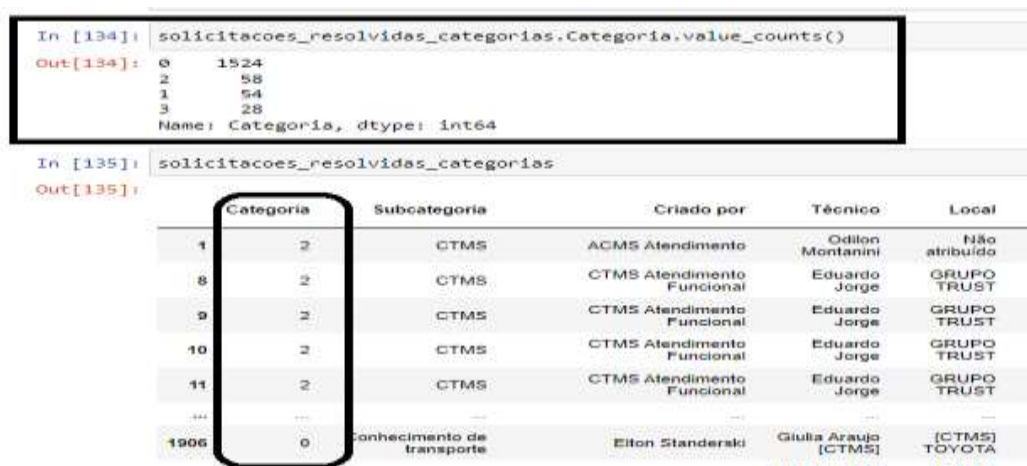 In [134]: solicitacoes_resolvidas_categorias.Categoria.value_counts()
Out[134]: 0 1524
2 58
1 54
3 28
Name: Categoria, dtype: int64
In [135]: solicitacoes_resolvidas_categorias
Out[135]:
Categoria Subcategoria Criado por Técnico Local
1 2 CTMS ACMS Atendimento Odilon Montanini Não atribuído
8 2 CTMS CTMS Atendimento Funcional Eduardo Jorge GRUPO TRUST
9 2 CTMS CTMS Atendimento Funcional Eduardo Jorge GRUPO TRUST
10 2 CTMS CTMS Atendimento Funcional Eduardo Jorge GRUPO TRUST
11 2 CTMS CTMS Atendimento Funcional Eduardo Jorge GRUPO TRUST
... ... ... ... ... ...
1906 0 Conhecimento de transporte Elton Standerski Giulia Araujo [CTMS] [CTMS] TOYOTA